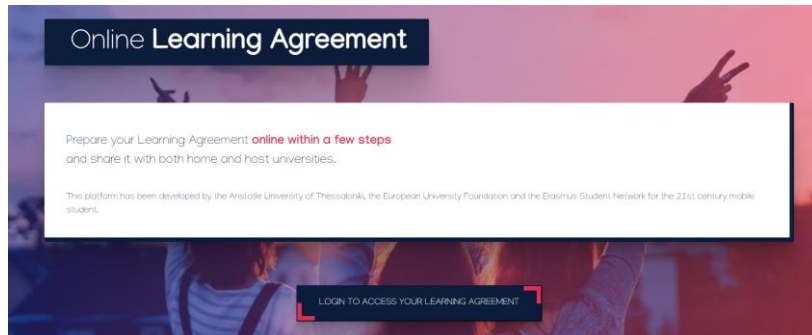 Online Learning Agreement
Prepare your Learning Agreement online within a few steps
and share it with both home and host universities.
This platform has been developed by the Aristotle University of Thessaloniki, the European University Foundation and the Erasmus Student Network for the 21st century mobile
student.
LOGIN TO ACCESS YOUR LEARNING AGREEMENT